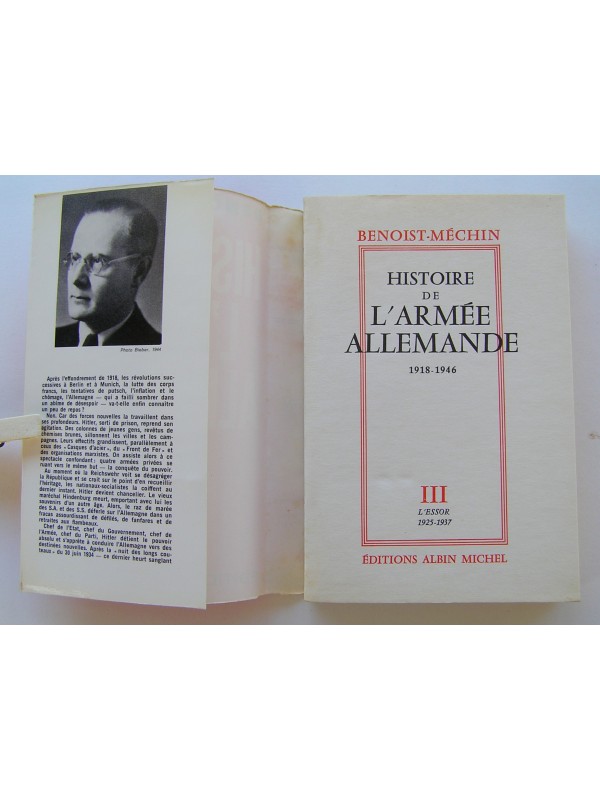 Photo Breiker, 1944
Après l'effondrement de 1918, les révolutions suc-
cessives à Berlin et à Munich, la lutte des corps
francs, les tentatives de putsch, l'inflation et le
chômage, l'Allemagne — qui a failli sombrer dans
un abîme de désespoir — va-t-elle enfin connaître
un peu de repos ?
Non. Car des forces nouvelles la travaillent dans
ses profondeurs. Hitler, sorti de prison, reprend son
agitation. Des colonnes de jeunes gens, revêtus de
chemises brunes, sillonnent les villes et les cam-
pagnes. Leurs effectifs grandissent, parallèlement à
ceux des « Casques d'acier », du « Front de Fer » et
des organisations marxistes. On assiste alors à ce
spectacle confondant : quatre armées privées se
ruant vers le même but — la conquête du pouvoir.
Au moment où la Reichswehr voit se désagréger
la République et se croit sur le point d'en recueillir
l'héritage, les nationaux-socialistes la coiffent au
dernier instant. Hitler devient chancelier. Le vieux
maréchal Hindenburg meurt, emportant avec lui les
souvenirs d'un autre âge. Alors, le raz de marée
des S.A. et des S.S. déferle sur l'Allemagne dans un
fracas assourdissant de défilés, de fanfares et de
retraites aux flambeaux.
Chef de l'Etat, chef du Gouvernement, chef de
l'Armée, chef du Parti, Hitler détient le pouvoir
absolu et s'apprête à conduire l'Allemagne vers des
destinées nouvelles. Après la « nuit des longs cou-
teaux » du 30 juin 1934 — ce dernier heurt sanglant
BENOIST-MÉCHIN
HISTOIRE
DE
L'ARMÉE
ALLEMANDE
1918-1946
III
L'ESSOR
1925-1937
ÉDITIONS ALBIN MICHEL